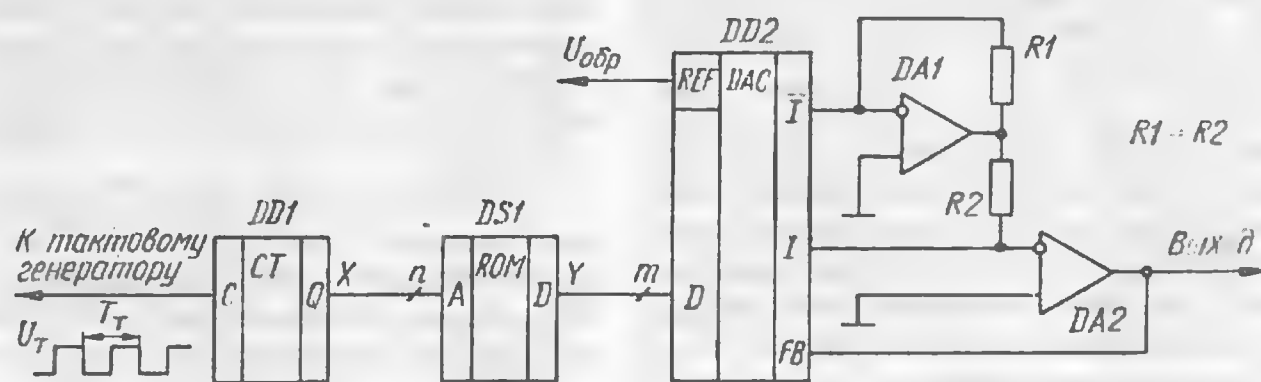 DD2
Uобр
REF
DAC
DA1
R1
Ī
R1 = R2
DD1
DS1
R2
К тактовому
генератору
CT
X
n
ROM
Y
m
I
Вых д
C
Q
A
D
D
Uт
Tт
DA2
FB